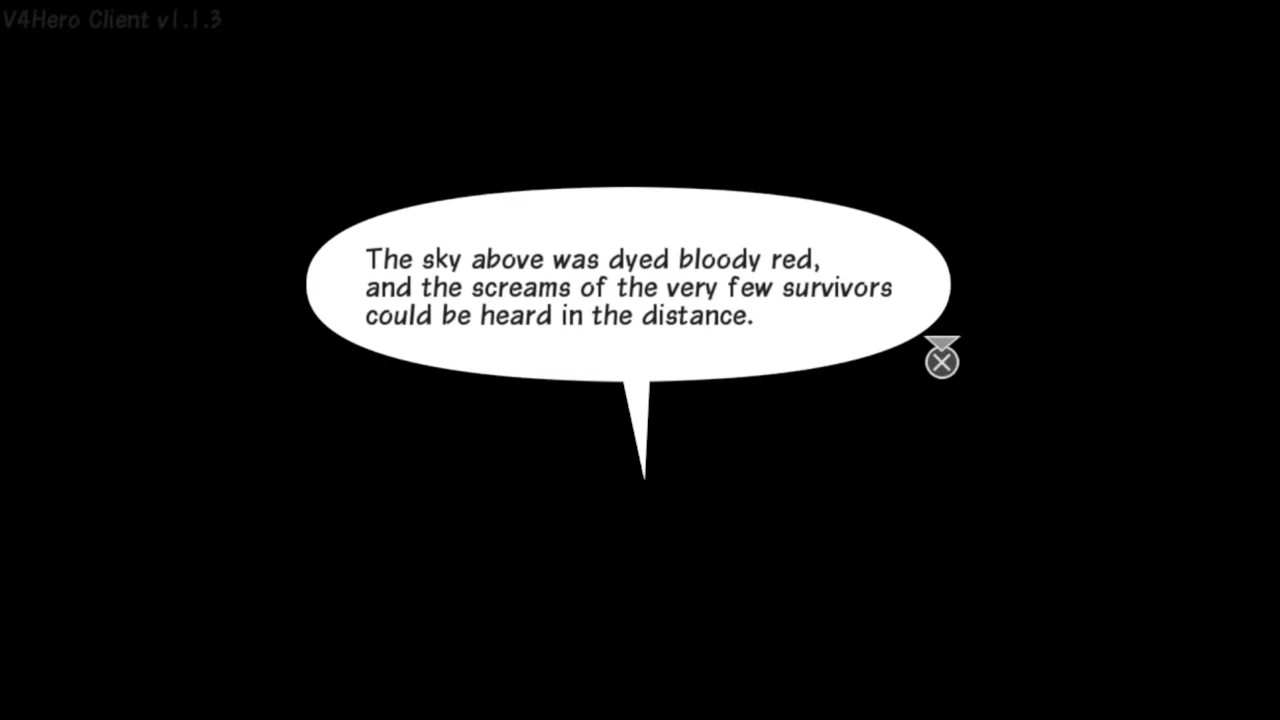 V4Hero Client v1.1.3
The sky above was dyed bloody red,
and the screams of the very few survivors
could be heard in the distance.